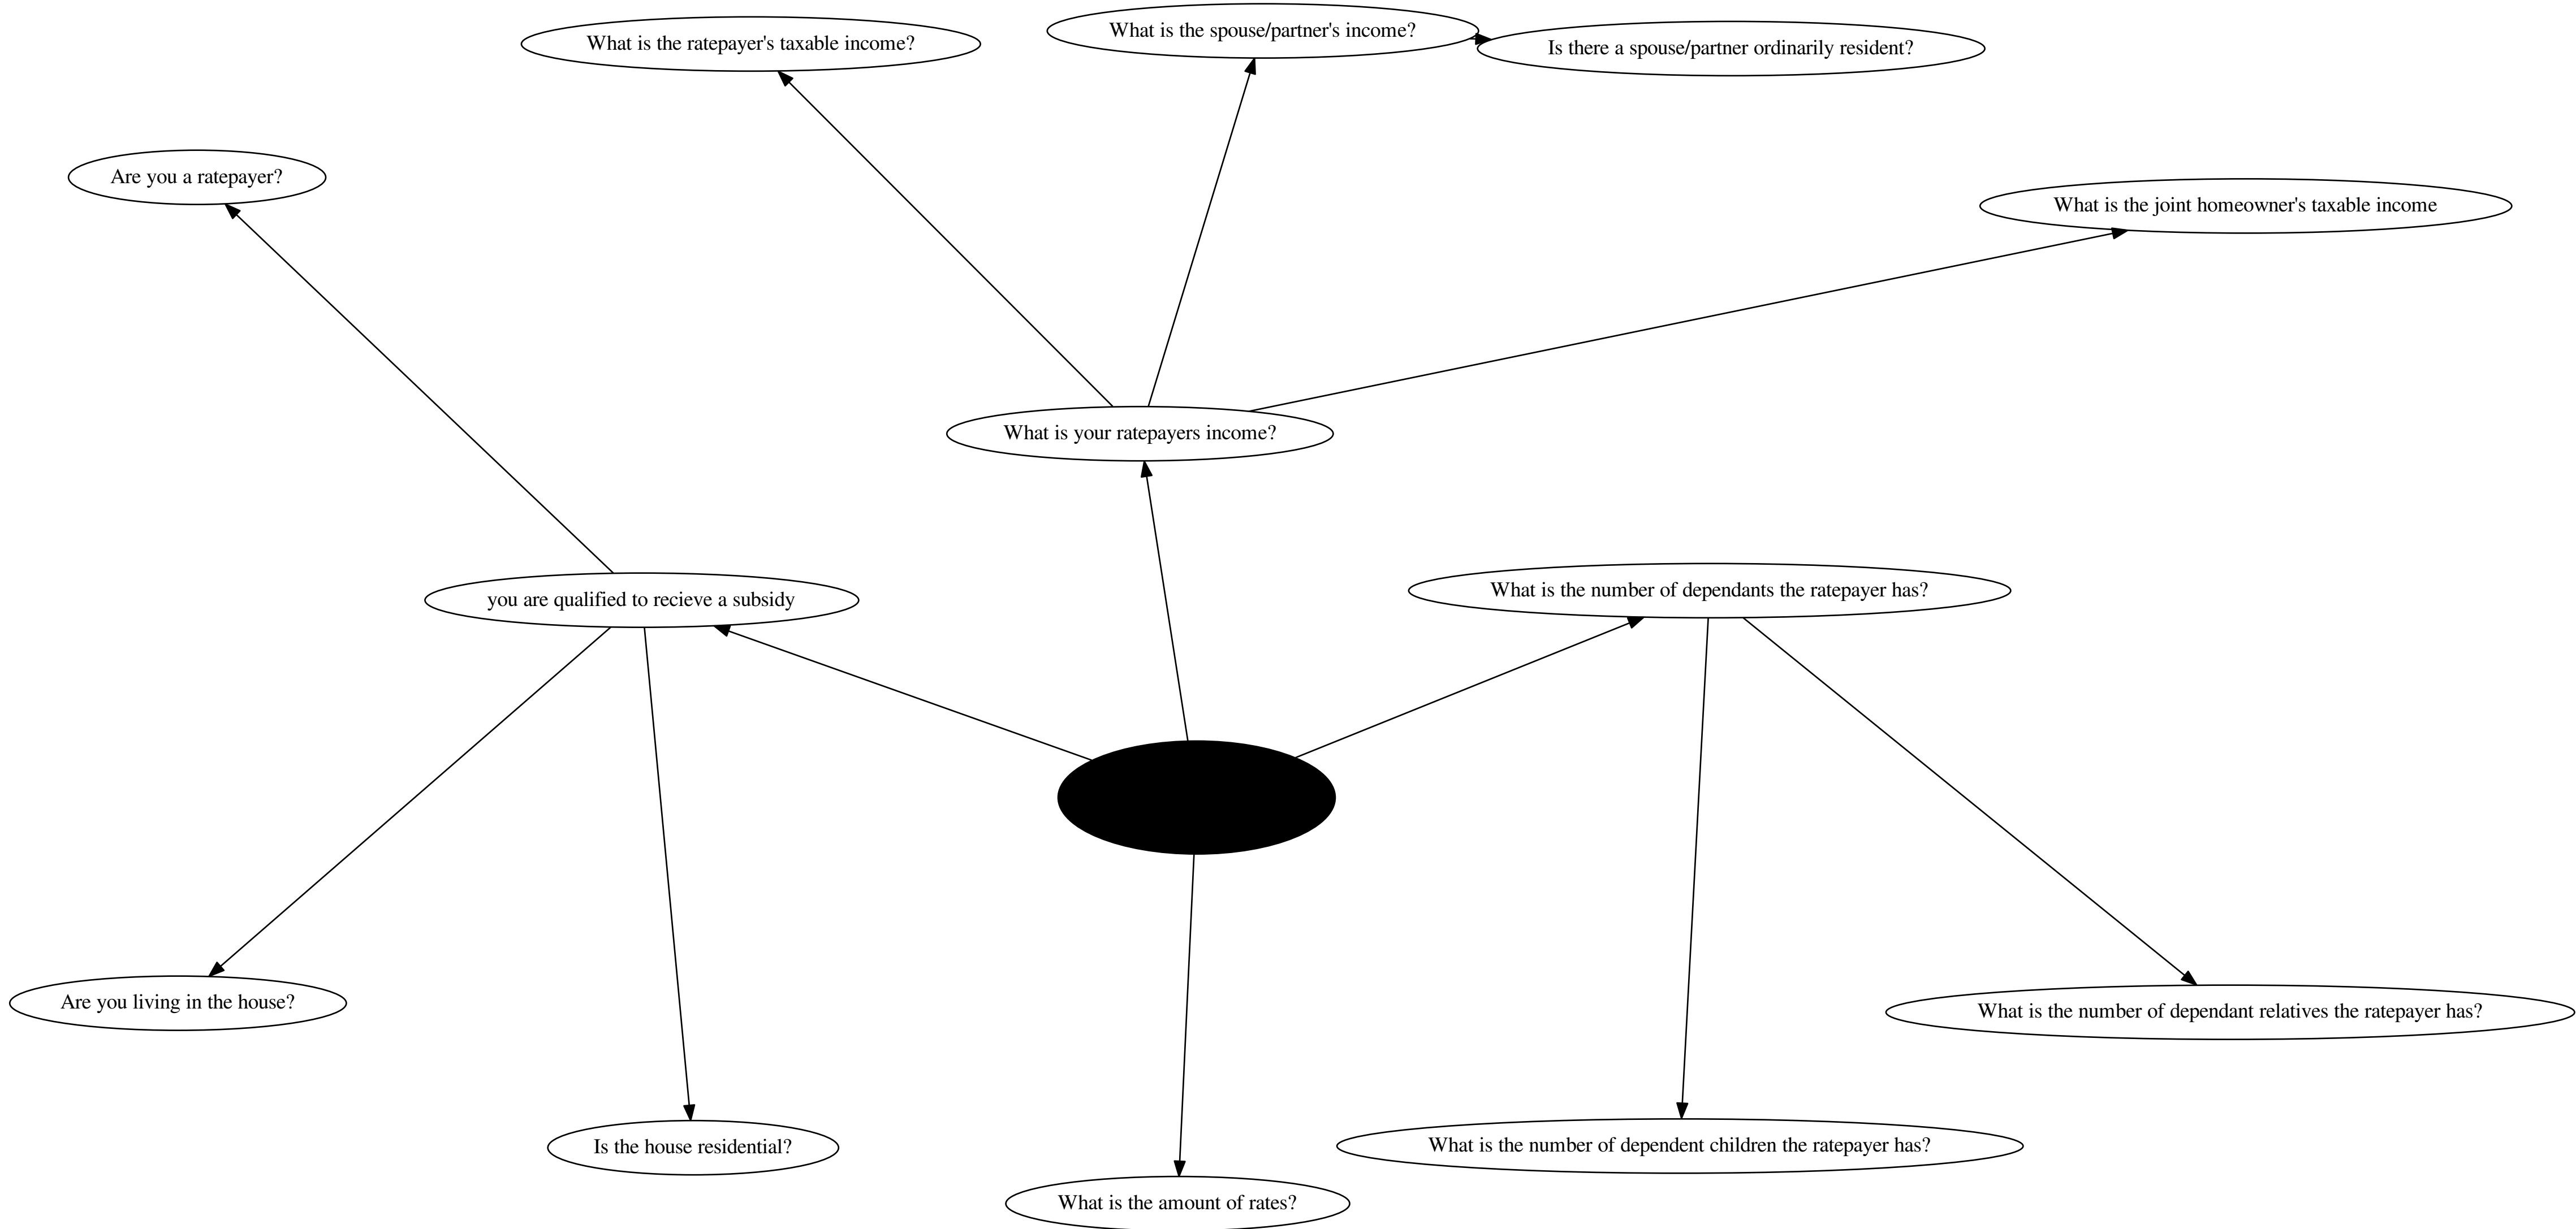 What is the spouse/partner's income?
What is the ratepayer's taxable income?
Is there a spouse/partner ordinarily resident?
Are you a ratepayer?
What is the joint homeowner's taxable income
What is your ratepayers income?
What is the number of dependants the ratepayer has?
you are qualified to recieve a subsidy
Are you living in the house?
What is the number of dependant relatives the ratepayer has?
What is the number of dependent children the ratepayer has?
Is the house residential?
What is the amount of rates?